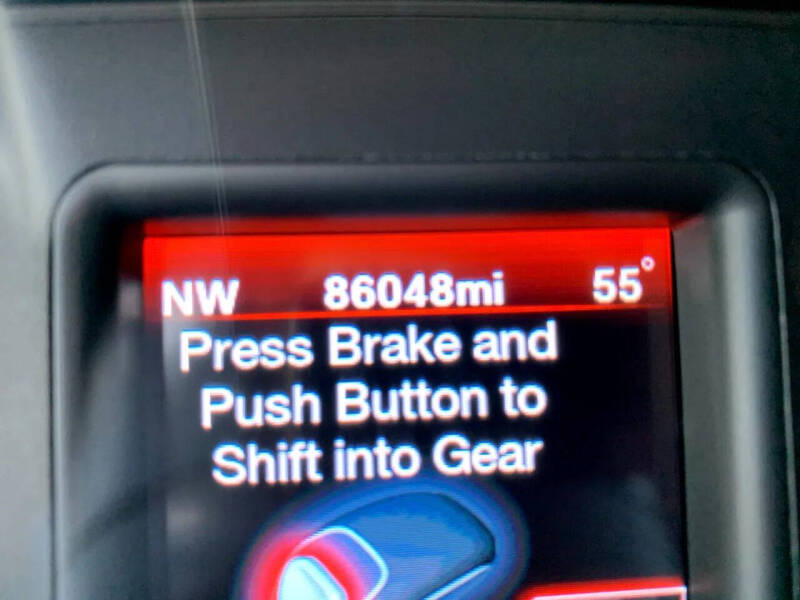 NW 86048mi 55°
Press Brake and
Push Button to
Shift into Gear